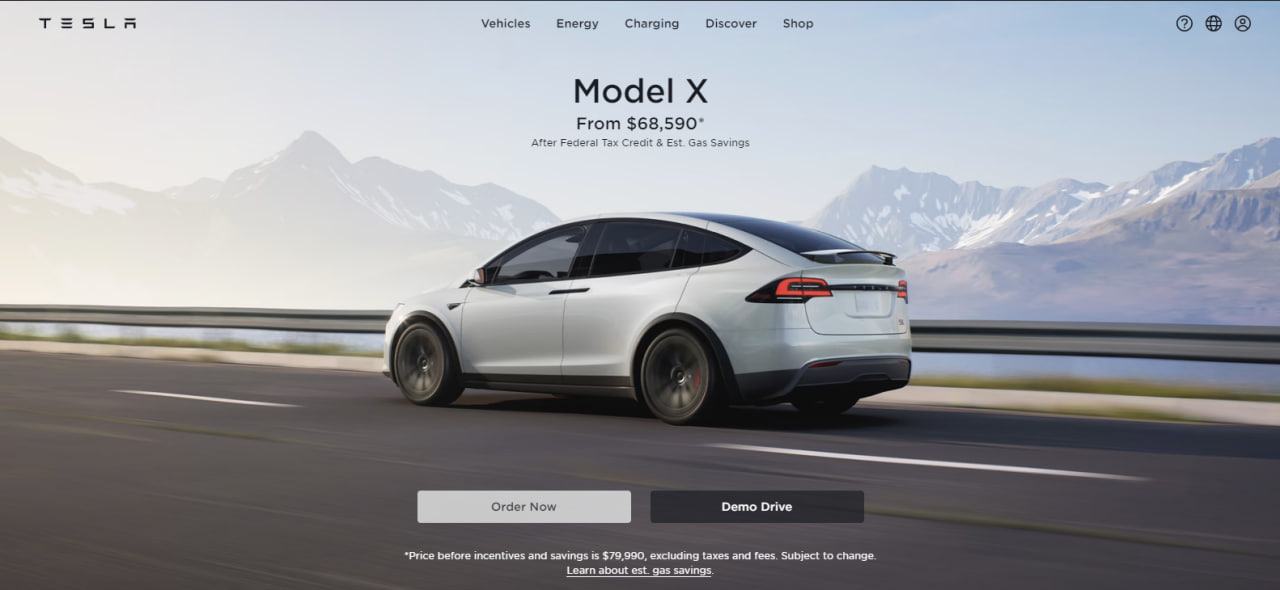 TESLA
Vehicles Energy Charging Discover Shop
Model X
From $68,590*
After Federal Tax Credit & Est. Gas Savings
TESLA
Order Now
Demo Drive
*Price before incentives and savings is $79,990, excluding taxes and fees. Subject to change.
Learn about est. gas savings.